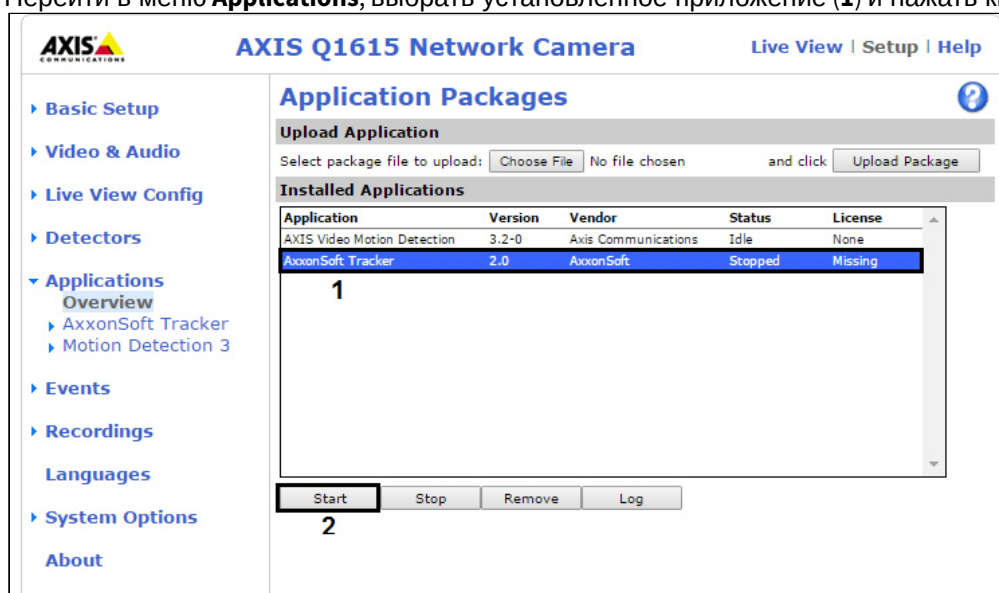 Перейти в меню Applications, выбрать установленное приложение (1) и нажать
AXIS
COMMUNICATIONS
AXIS Q1615 Network Camera
Live View | Setup | Help
Basic Setup
Video & Audio
Live View Config
Detectors
Applications
Overview
AxxonSoft Tracker
Motion Detection 3
Events
Recordings
Languages
System Options
About
Application Packages
?
Upload Application
Select package file to upload: Choose File No file chosen and click Upload Package
Installed Applications
Application Version Vendor Status License
AXIS Video Motion Detection 3.2-0 Axis Communications Idle None
AxxonSoft Tracker 2.0 AxxonSoft Stopped Missing
1
Start Stop Remove Log
2